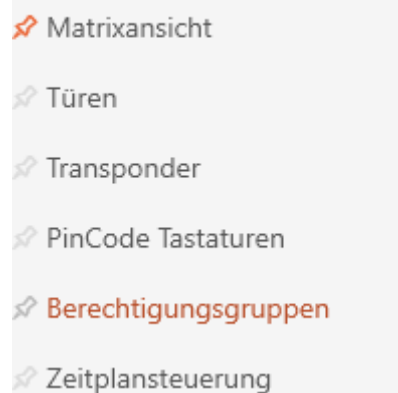 Matrixansicht
Türen
Transponder
PinCode Tastaturen
Berechtigungsgruppen
Zeitplansteuerung